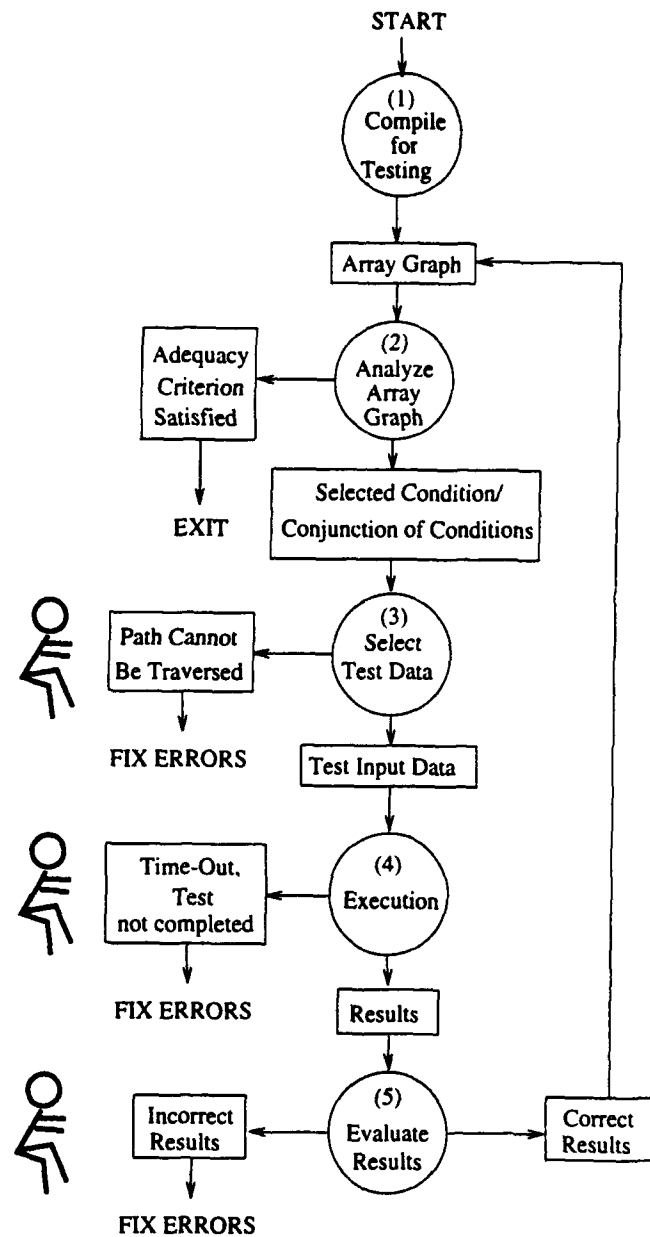 START
(1)
Compile
for
Testing
Array Graph
(2)
Analyze
Array
Graph
Adequacy
Criterion
Satisfied
EXIT
Selected Condition/
Conjunction of Conditions
(3)
Select
Test Data
Path Cannot
Be Traversed
FIX ERRORS
Test Input Data
(4)
Execution
Time-Out,
Test
not completed
FIX ERRORS
Results
(5)
Evaluate
Results
Incorrect
Results
FIX ERRORS
Correct
Results